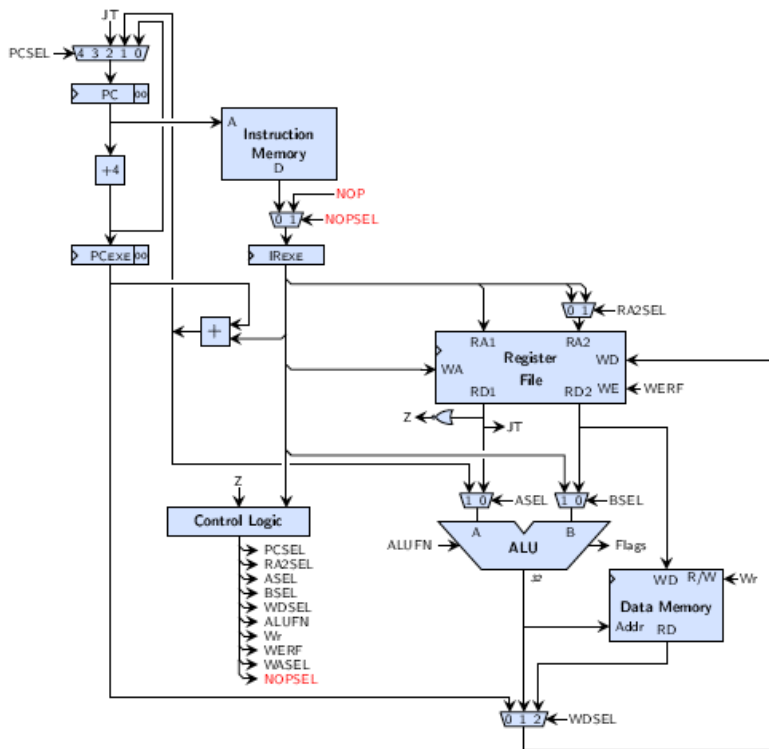 JT
PCSEL
4 3 2 1 0
PC
00
A
Instruction
Memory
D
+4
NOP
0 1
NOPSEL
PCEXE
00
IREXE
+
0 1
RA2SEL
RA1
RA2
Register
File
WD
WA
RD1
RD2
WE
WERF
Z
JT
Z
1 0
ASEL
1 0
BSEL
Control Logic
A
B
ALUFN
ALU
Flags
32
PCSEL
RA2SEL
ASEL
BSEL
WDSEL
ALUFN
Wr
WERF
WASEL
NOPSEL
WD
R/W
Wr
Data Memory
Addr
RD
0 1 2
WDSEL